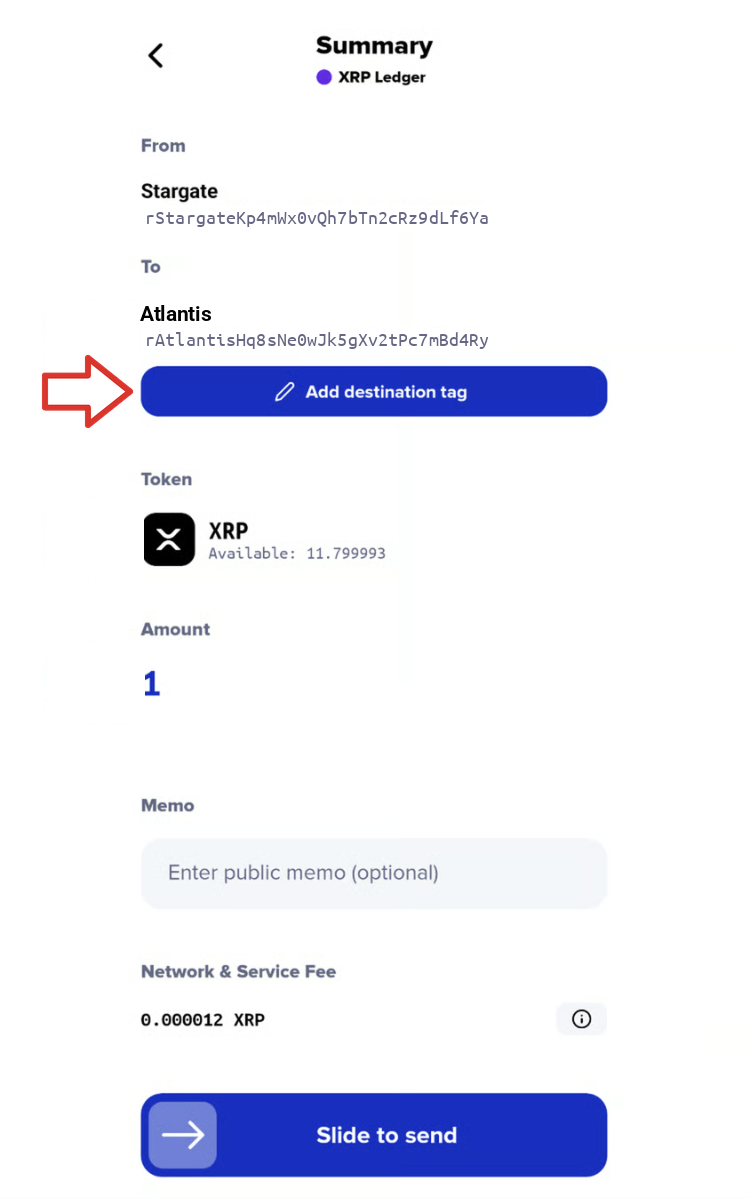 Summary
XRP Ledger
From
Stargate
rStargateKp4mWx0vQh7bTn2cRz9dLf6Ya
To
Atlantis
rAtlantisHq8sNe0wJk5gXv2tPc7mBd4Ry
Add destination tag
Token
XRP
Available: 11.799993
Amount
1
Memo
Enter public memo (optional)
Network & Service Fee
0.000012 XRP
Slide to send